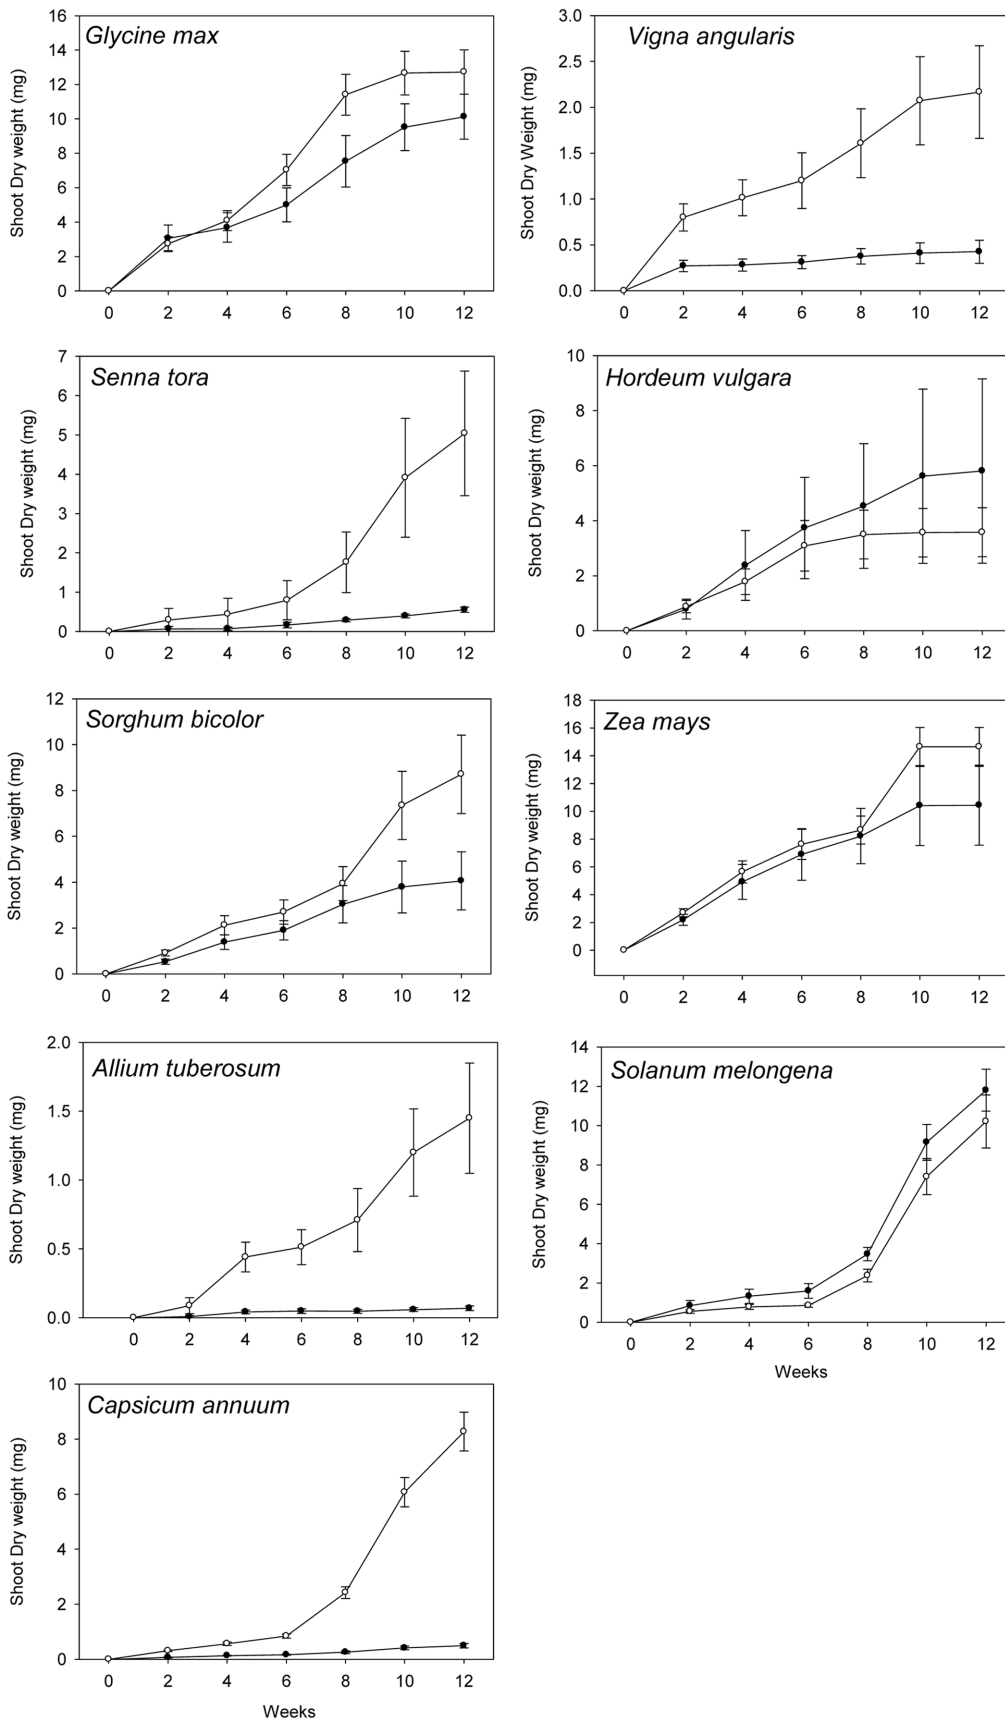 Glycine max
Shoot Dry weight (mg)
16
14
12
10
8
6
4
2
0
0 2 4 6 8 10 12
Vigna angularis
Shoot Dry Weight (mg)
3.0
2.5
2.0
1.5
1.0
0.5
0.0
0 2 4 6 8 10 12
Senna tora
Shoot Dry weight (mg)
7
6
5
4
3
2
1
0
0 2 4 6 8 10 12
Hordeum vulgara
Shoot Dry weight (mg)
10
8
6
4
2
0
0 2 4 6 8 10 12
Sorghum bicolor
Shoot Dry weight (mg)
12
10
8
6
4
2
0
0 2 4 6 8 10 12
Zea mays
Shoot Dry weight (mg)
18
16
14
12
10
8
6
4
2
0
0 2 4 6 8 10 12
Allium tuberosum
Shoot Dry weight (mg)
2.0
1.5
1.0
0.5
0.0
0 2 4 6 8 10 12
Solanum melongena
Shoot Dry weight (mg)
14
12
10
8
6
4
2
0
0 2 4 6 8 10 12
Weeks
Capsicum annuum
Shoot Dry weight (mg)
10
8
6
4
2
0
0 2 4 6 8 10 12
Weeks